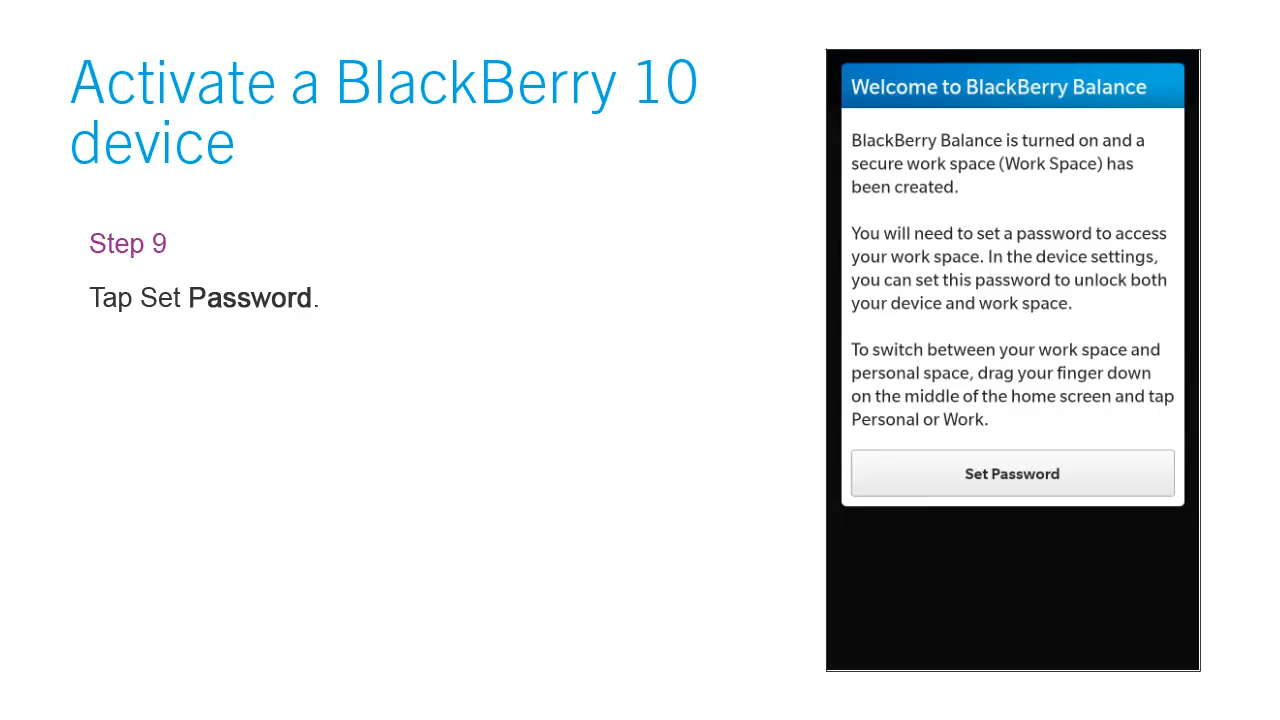 Activate a BlackBerry 10
device
Step 9
Tap Set Password.
Welcome to BlackBerry Balance
BlackBerry Balance is turned on and a
secure work space (Work Space) has
been created.
You will need to set a password to access
your work space. In the device settings,
you can set this password to unlock both
your device and work space.
To switch between your work space and
personal space, drag your finger down
on the middle of the home screen and tap
Personal or Work.
Set Password